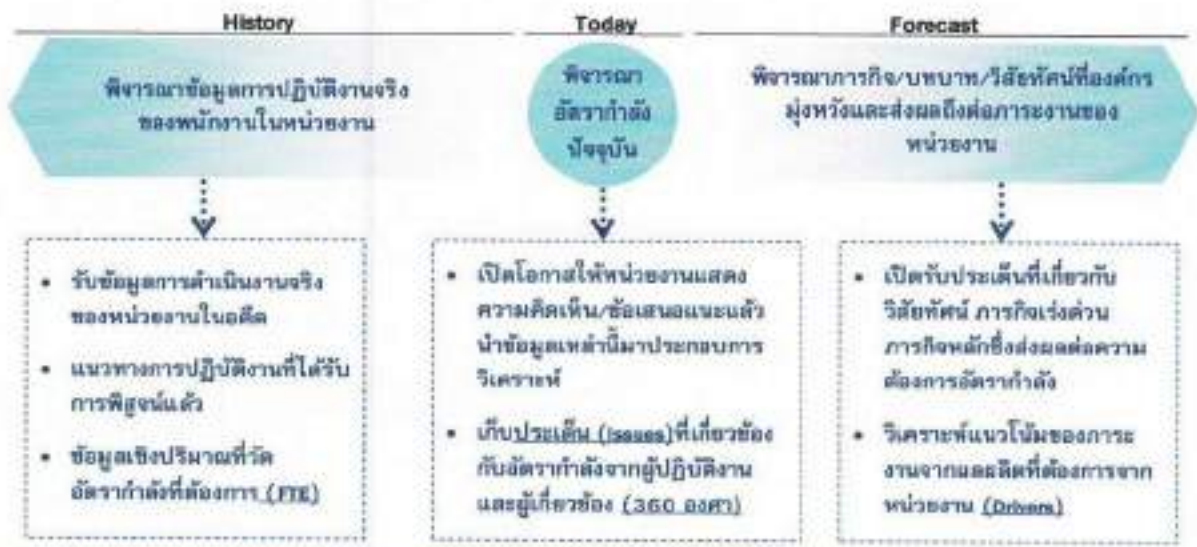 History
Today
Forecast
พิจารณาข้อมูลการปฏิบัติงานจริง
ของพนักงานในหน่วยงาน
พิจารณา
อัตรากำลัง
ปัจจุบัน
พิจารณาภารกิจ/บทบาท/วิสัยทัศน์ที่องค์กร
มุ่งหวังและส่งผลถึงต่อภาระงานของ
หน่วยงาน
• รับข้อมูลการดำเนินงานจริง
ของหน่วยงานในอดีต
• แนวทางการปฏิบัติงานที่ได้รับ
การพิสูจน์แล้ว
• ข้อมูลเชิงปริมาณที่วัด
อัตรากำลังที่ต้องการ (FTE)
• เปิดโอกาสให้หน่วยงานแสดง
ความคิดเห็น/ข้อเสนอแนะแล้ว
นำข้อมูลเหล่านี้มาประกอบการ
วิเคราะห์
• เก็บประเด็น (Issues)ที่เกี่ยวข้อง
กับอัตรากำลังจากผู้ปฏิบัติงาน
และผู้เกี่ยวข้อง (360 องศา)
• เปิดรับประเด็นที่เกี่ยวกับ
วิสัยทัศน์ ภารกิจเร่งด่วน
ภารกิจหลักซึ่งส่งผลต่อความ
ต้องการอัตรากำลัง
• วิเคราะห์แนวโน้มของภาระ
งานจากผลผลิตที่ต้องการจาก
หน่วยงาน (Drivers)